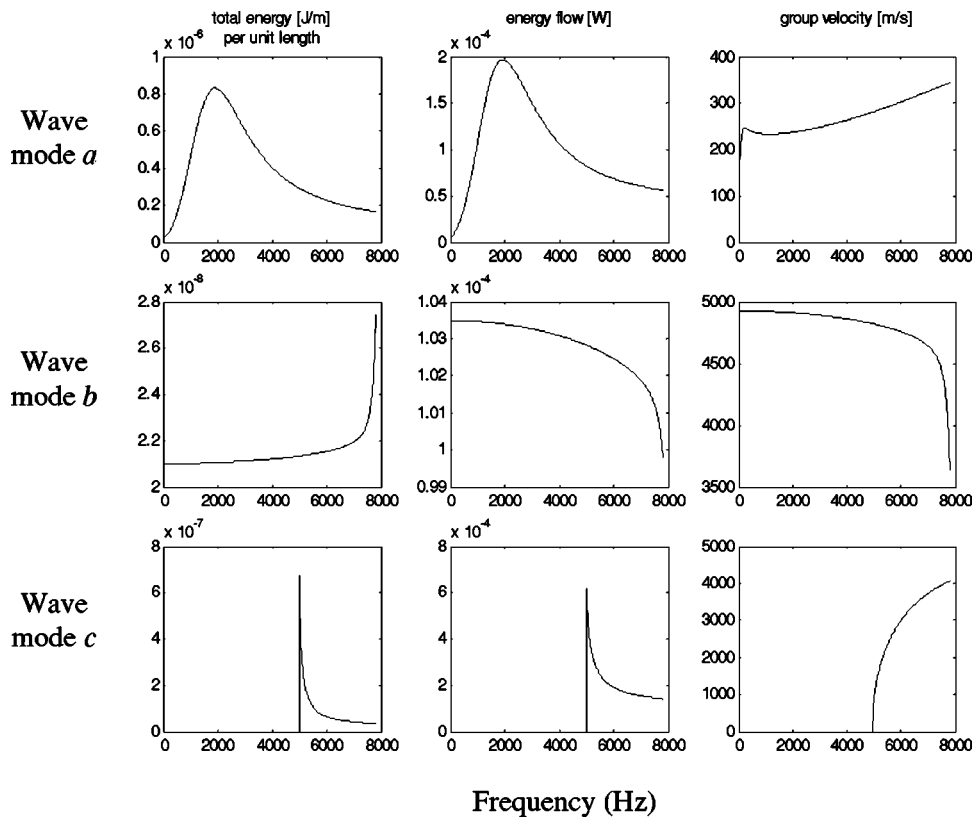 total energy [J/m]
per unit length
energy flow [W]
group velocity [m/s]
Wave
mode a
x 10^-6
1
0.8
0.6
0.4
0.2
0
0 2000 4000 6000 8000
x 10^-4
2
1.5
1
0.5
0
0 2000 4000 6000 8000
400
300
200
100
0
0 2000 4000 6000 8000
Wave
mode b
x 10^-8
2.8
2.6
2.4
2.2
2
0 2000 4000 6000 8000
x 10^-4
1.04
1.03
1.02
1.01
1
0.99
0 2000 4000 6000 8000
5000
4500
4000
3500
0 2000 4000 6000 8000
Wave
mode c
x 10^-7
8
6
4
2
0
0 2000 4000 6000 8000
x 10^-4
8
6
4
2
0
0 2000 4000 6000 8000
5000
4000
3000
2000
1000
0
0 2000 4000 6000 8000
Frequency (Hz)